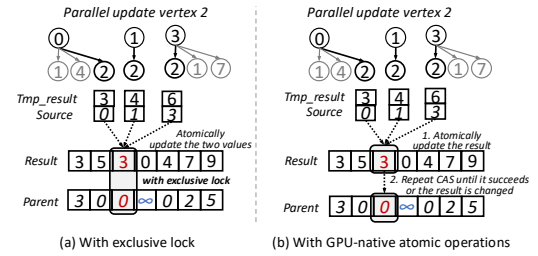 Parallel update vertex 2
0 1 3
1 4 2 2 2 1 7
Tmp_result 3 4 6
Source 0 1 3
Atomically
update the two values
Result 3 5 3 0 4 7 9
with exclusive lock
Parent 3 0 0 ∞ 0 2 5
(a) With exclusive lock
Parallel update vertex 2
0 1 3
1 4 2 2 2 1 7
Tmp_result 3 4 6
Source 0 1 3
1. Atomically
update the result
Result 3 5 3 0 4 7 9
2. Repeat CAS until it succeeds
or the result is changed
Parent 3 0 0 ∞ 0 2 5
(b) With GPU-native atomic operations